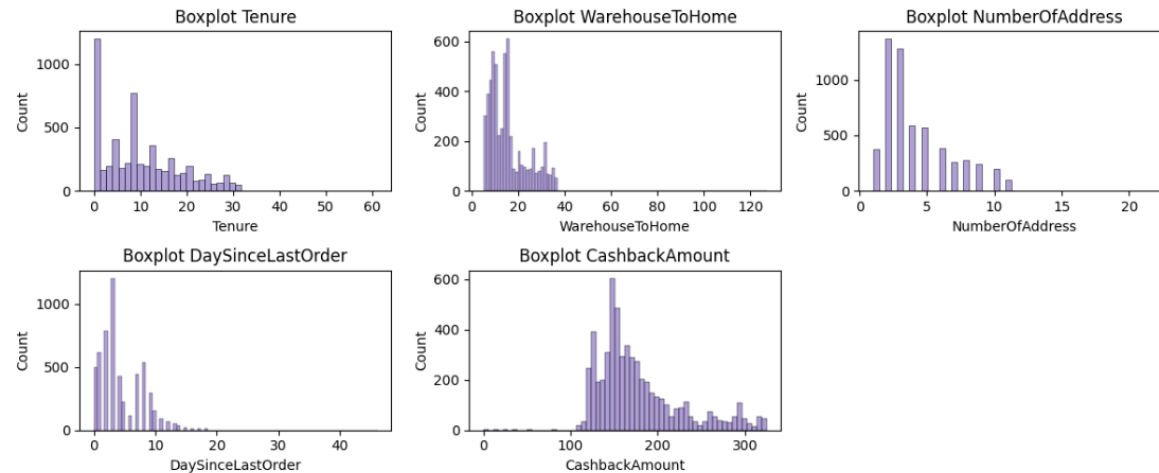 Boxplot Tenure
Count
1000
500
0
0 10 20 30 40 50 60
Tenure
Boxplot WarehouseToHome
Count
600
400
200
0
0 20 40 60 80 100 120
WarehouseToHome
Boxplot NumberOfAddress
Count
1000
500
0
0 5 10 15 20
NumberOfAddress
Boxplot DaySinceLastOrder
Count
1000
500
0
0 10 20 30 40
DaySinceLastOrder
Boxplot CashbackAmount
Count
600
400
200
0
0 100 200 300
CashbackAmount